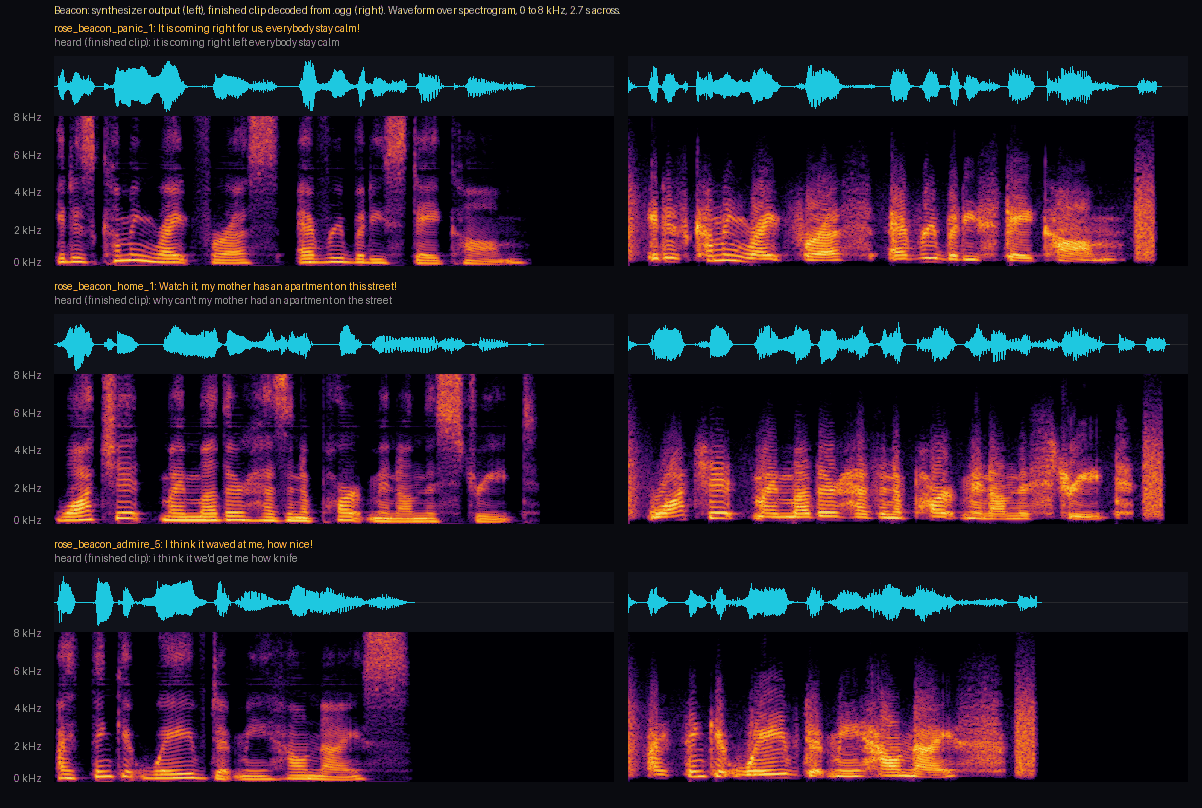 Beacon: synthesizer output (left), finished clip decoded from .ogg (right). Waveform over spectrogram, 0 to 8 kHz, 2.7 s across.
rose_beacon_panic_1: It is coming right for us, everybody stay calm!
heard (finished clip): it is coming right left everybody stay calm
8 kHz
6 kHz
4 kHz
2 kHz
0 kHz
rose_beacon_home_1: Watch it, my mother has an apartment on this street!
heard (finished clip): why can't my mother had an apartment on the street
8 kHz
6 kHz
4 kHz
2 kHz
0 kHz
rose_beacon_admire_5: I think it waved at me, how nice!
heard (finished clip): i think it we'd get me how knife
8 kHz
6 kHz
4 kHz
2 kHz
0 kHz